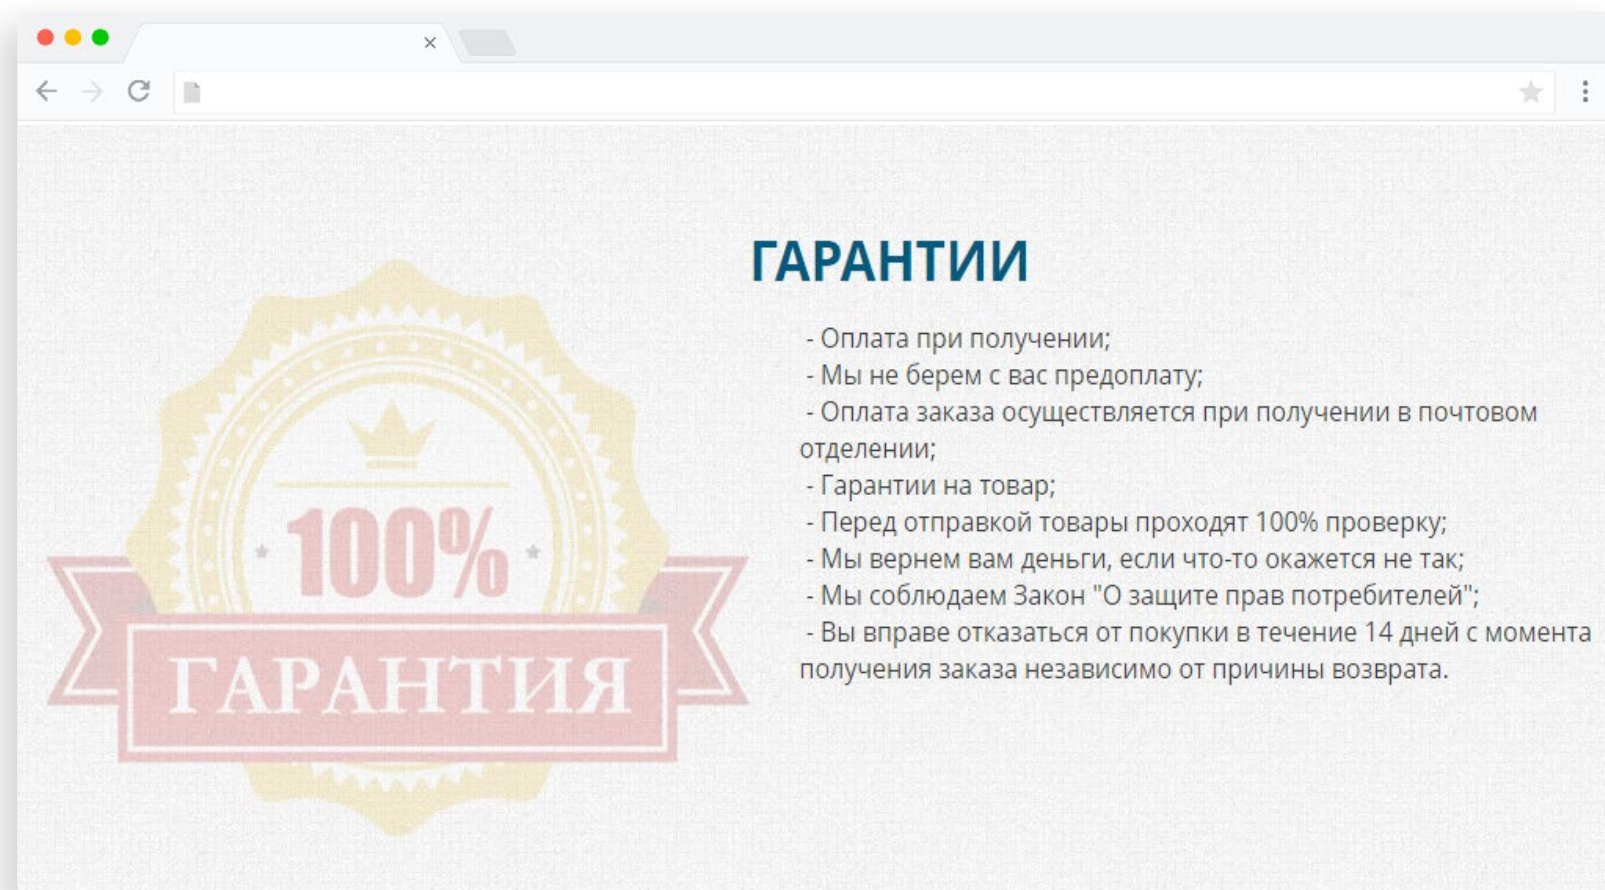 ГАРАНТИИ
- Оплата при получении;
- Мы не берем с вас предоплату;
- Оплата заказа осуществляется при получении в почтовом
отделении;
- Гарантии на товар;
- Перед отправкой товары проходят 100% проверку;
- Мы вернем вам деньги, если что-то окажется не так;
- Мы соблюдаем Закон "О защите прав потребителей";
- Вы вправе отказаться от покупки в течение 14 дней с момента
получения заказа независимо от причины возврата.
100%
ГАРАНТИЯ